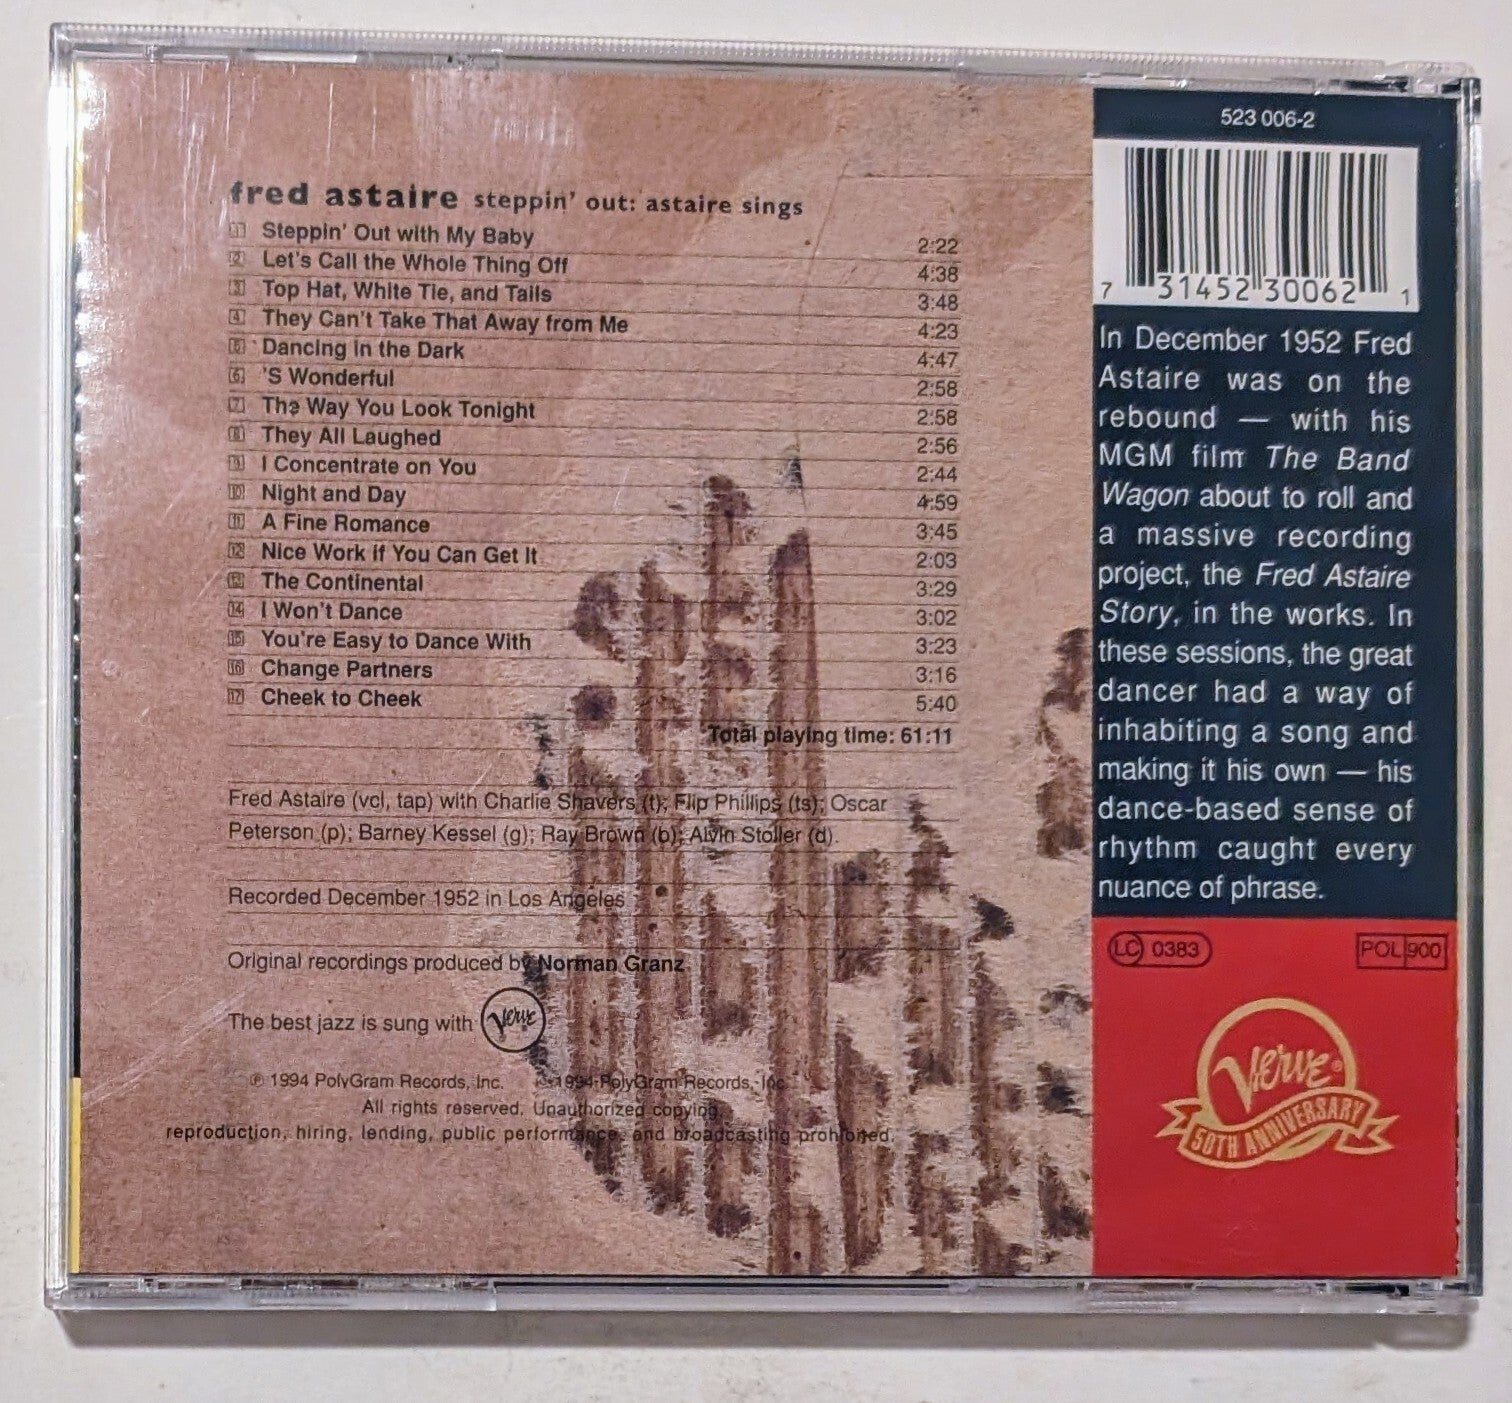 fred astaire steppin' out: astaire sings
1 Steppin' Out with My Baby 2:22
2 Let's Call the Whole Thing Off 4:38
3 Top Hat, White Tie, and Tails 3:48
4 They Can't Take That Away from Me 4:23
5 Dancing in the Dark 4:47
6 'S Wonderful 2:58
7 The Way You Look Tonight 2:58
8 They All Laughed 2:56
9 I Concentrate on You 2:44
10 Night and Day 4:59
11 A Fine Romance 3:45
12 Nice Work if You Can Get It 2:03
13 The Continental 3:29
14 I Won't Dance 3:02
15 You're Easy to Dance With 3:23
16 Change Partners 3:16
17 Cheek to Cheek 5:40
Total playing time: 61:11
Fred Astaire (vcl, tap) with Charlie Shavers (t); Flip Phillips (ts); Oscar
Peterson (p); Barney Kessel (g); Ray Brown (b); Alvin Stoller (d).
Recorded December 1952 in Los Angeles
Original recordings produced by Norman Granz
The best jazz is sung with Verve
℗ 1994 PolyGram Records, Inc. © 1994 PolyGram Records, Inc.
All rights reserved. Unauthorized copying,
reproduction, hiring, lending, public performance, and broadcasting prohibited.
523 006-2
7 31452 30062 1
In December 1952 Fred
Astaire was on the
rebound — with his
MGM film The Band
Wagon about to roll and
a massive recording
project, the Fred Astaire
Story, in the works. In
these sessions, the great
dancer had a way of
inhabiting a song and
making it his own — his
dance-based sense of
rhythm caught every
nuance of phrase.
LC 0383
POL 900
Verve®
50TH ANNIVERSARY